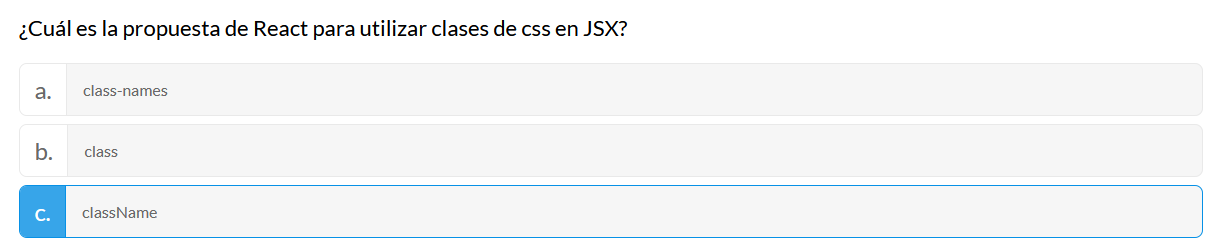 ¿Cuál es la propuesta de React para utilizar clases de css en JSX?
a. class-names
b. class
c. className